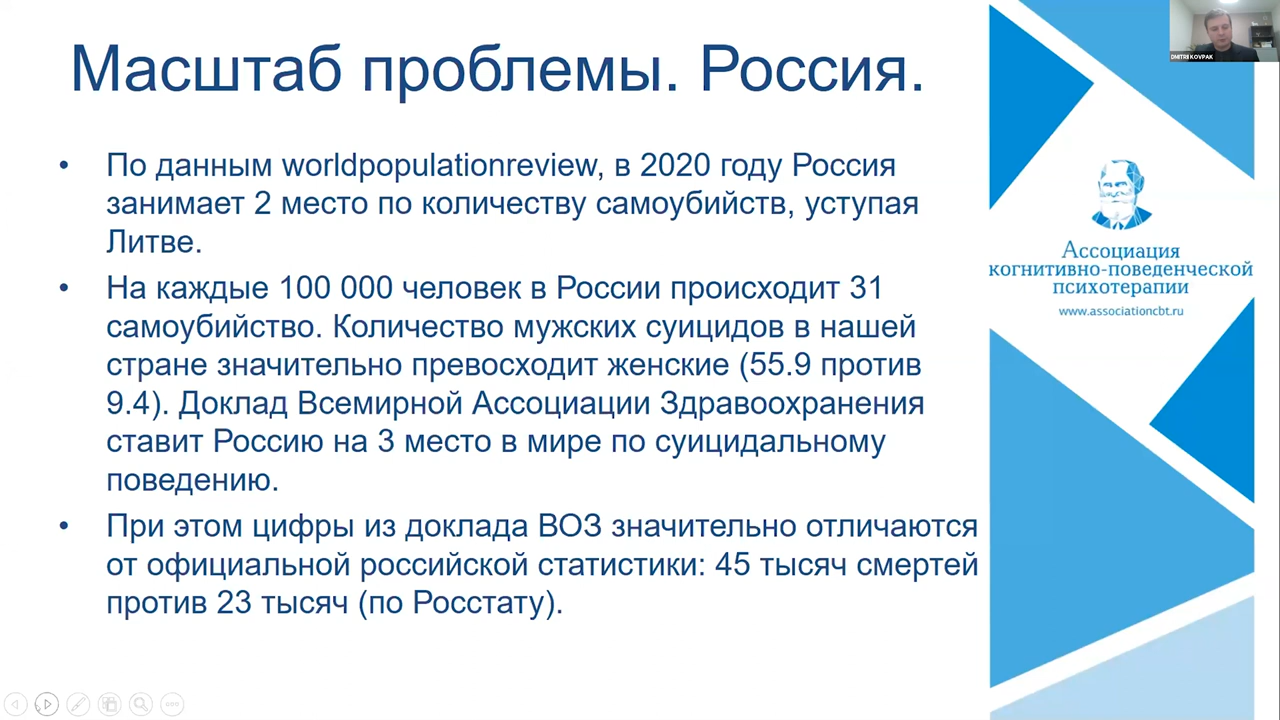 Масштаб проблемы. Россия.
• По данным worldpopulationreview, в 2020 году Россия
занимает 2 место по количеству самоубийств, уступая
Литве.
• На каждые 100 000 человек в России происходит 31
самоубийство. Количество мужских суицидов в нашей
стране значительно превосходит женские (55.9 против
9.4). Доклад Всемирной Ассоциации Здравоохранения
ставит Россию на 3 место в мире по суицидальному
поведению.
• При этом цифры из доклада ВОЗ значительно отличаются
от официальной российской статистики: 45 тысяч смертей
против 23 тысяч (по Росстату).
DMITRII KOVPAK
Ассоциация
когнитивно-поведенческой
психотерапии
www.associationcbt.ru